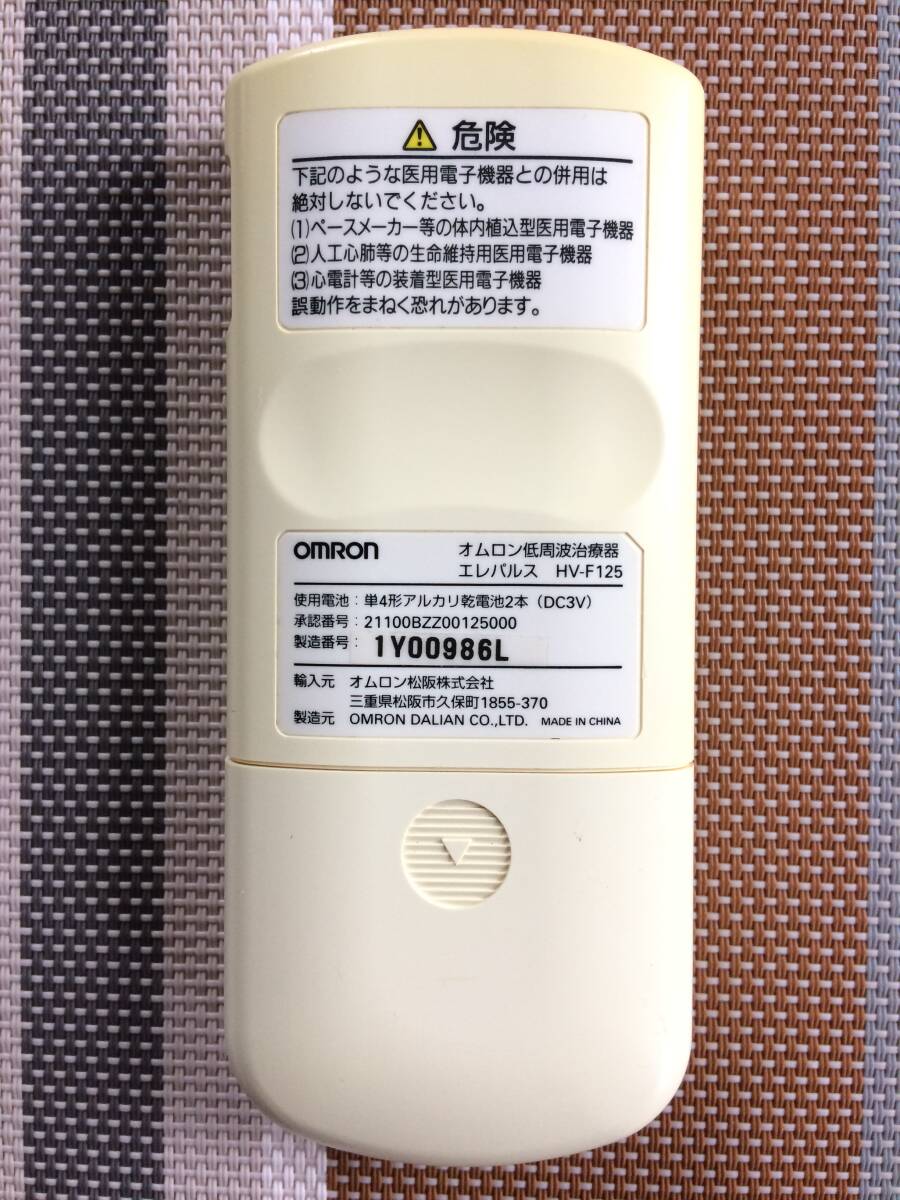 危険
下記のような医用電子機器との併用は
絶対しないでください。
(1)ペースメーカー等の体内植込型医用電子機器
(2)人工心肺等の生命維持用医用電子機器
(3)心電計等の装着型医用電子機器
誤動作をまねく恐れがあります。
OMRON オムロン低周波治療器
エレパルス HV-F125
使用電池：単4形アルカリ乾電池2本（DC3V）
承認番号：21100BZZ00125000
製造番号：1Y00986L
輸入元 オムロン松阪株式会社
三重県松阪市久保町1855-370
製造元 OMRON DALIAN CO.,LTD. MADE IN CHINA